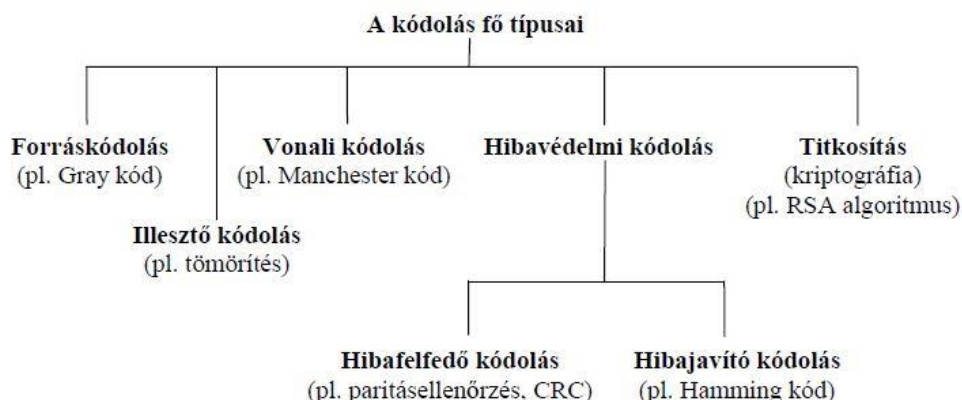 A kódolás fő típusai
Forráskódolás
(pl. Gray kód)
Vonali kódolás
(pl. Manchester kód)
Hibavédelmi kódolás
Titkosítás
(kriptográfia)
(pl. RSA algoritmus)
Illesztő kódolás
(pl. tömörítés)
Hibafelfedő kódolás
(pl. paritásellenőrzés, CRC)
Hibajavító kódolás
(pl. Hamming kód)